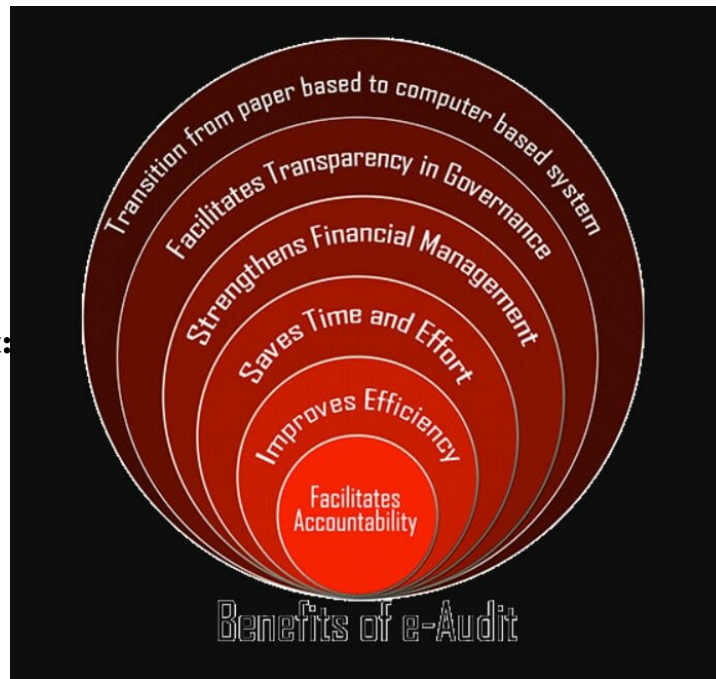 Transition from paper based to computer based system
Facilitates Transparency in Governance
Strengthens Financial Management
Saves Time and Effort
Improves Efficiency
Facilitates
Accountability
Benefits of e-Audit